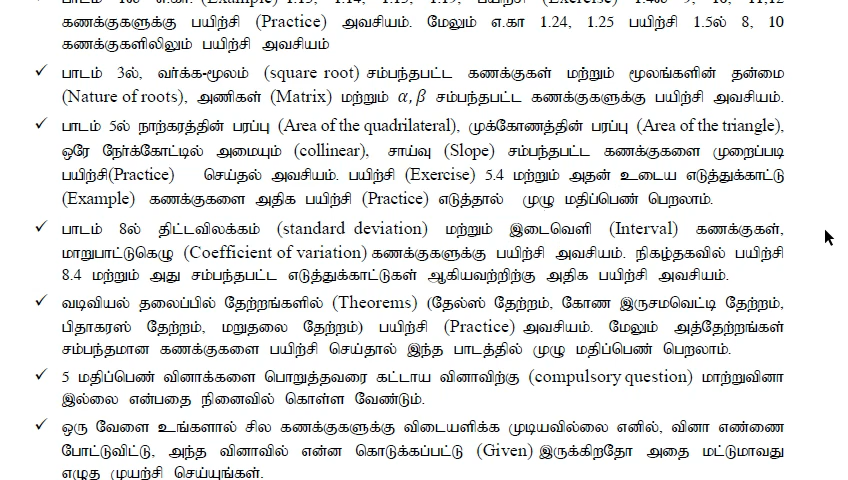 கணக்குகளுக்கு பயிற்சி (Practice) அவசியம். மேலும் எ.கா 1.24, 1.25 பயிற்சி 1.5ல் 8, 10
கணக்குகளிலிலும் பயிற்சி அவசியம்
✓ பாடம் 3ல், வர்க்க-மூலம் (square root) சம்பந்தபட்ட கணக்குகள் மற்றும் மூலங்களின் தன்மை
(Nature of roots), அணிகள் (Matrix) மற்றும் α,β சம்பந்தபட்ட கணக்குகளுக்கு பயிற்சி அவசியம்.
✓ பாடம் 5ல் நாற்கரத்தின் பரப்பு (Area of the quadrilateral), முக்கோணத்தின் பரப்பு (Area of the triangle),
ஒரே நேர்க்கோட்டில் அமையும் (collinear), சாய்வு (Slope) சம்பந்தபட்ட கணக்குகளை முறைப்படி
பயிற்சி(Practice) செய்தல் அவசியம். பயிற்சி (Exercise) 5.4 மற்றும் அதன் உடைய எடுத்துக்காட்டு
(Example) கணக்குகளை அதிக பயிற்சி (Practice) எடுத்தால் முழு மதிப்பெண் பெறலாம்.
✓ பாடம் 8ல் திட்டவிலக்கம் (standard deviation) மற்றும் இடைவெளி (Interval) கணக்குகள்,
மாறுபாட்டுகெழு (Coefficient of variation) கணக்குகளுக்கு பயிற்சி அவசியம். நிகழ்தகவில் பயிற்சி
8.4 மற்றும் அது சம்பந்தபட்ட எடுத்துக்காட்டுகள் ஆகியவற்றிற்கு அதிக பயிற்சி அவசியம்.
✓ வடிவியல் தலைப்பில் தேற்றங்களில் (Theorems) (தேல்ஸ் தேற்றம், கோண இருசமவெட்டி தேற்றம்,
பிதாகரஸ் தேற்றம், மறுதலை தேற்றம்) பயிற்சி (Practice) அவசியம். மேலும் அத்தேற்றங்கள்
சம்பந்தமான கணக்குகளை பயிற்சி செய்தால் இந்த பாடத்தில் முழு மதிப்பெண் பெறலாம்.
✓ 5 மதிப்பெண் வினாக்களை பொறுத்தவரை கட்டாய வினாவிற்கு (compulsory question) மாற்றுவினா
இல்லை என்பதை நினைவில் கொள்ள வேண்டும்.
✓ ஒரு வேளை உங்களால் சில கணக்குகளுக்கு விடையளிக்க முடியவில்லை எனில், வினா எண்ணை
போட்டுவிட்டு, அந்த வினாவில் என்ன கொடுக்கப்பட்டு (Given) இருக்கிறதோ அதை மட்டுமாவது
எழுத முயற்சி செய்யுங்கள்.